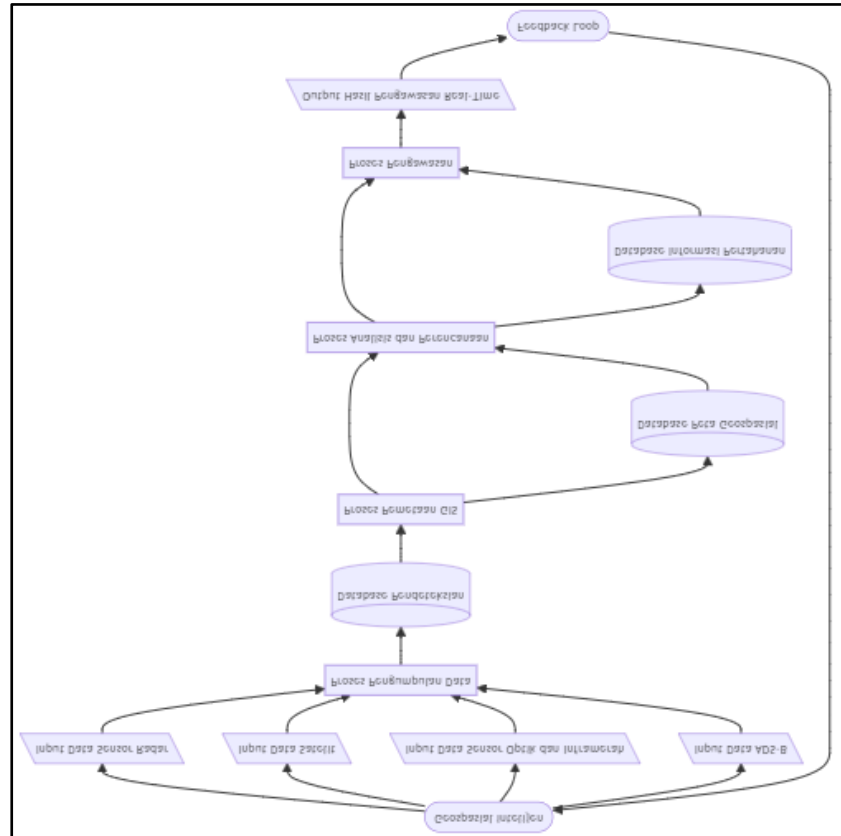 Geospasial Intelijen
Input Data Sensor Radar
Input Data Satelit
Input Data Sensor Optik dan Inframerah
Input Data ADS-B
Proses Pengumpulan Data
Database Pendeteksian
Proses Pemetaan GIS
Database Peta Geospasial
Proses Analisis dan Perencanaan
Database Informasi Pertahanan
Proses Pengawasan
Output Hasil Pengawasan Real-Time
Feedback Loop